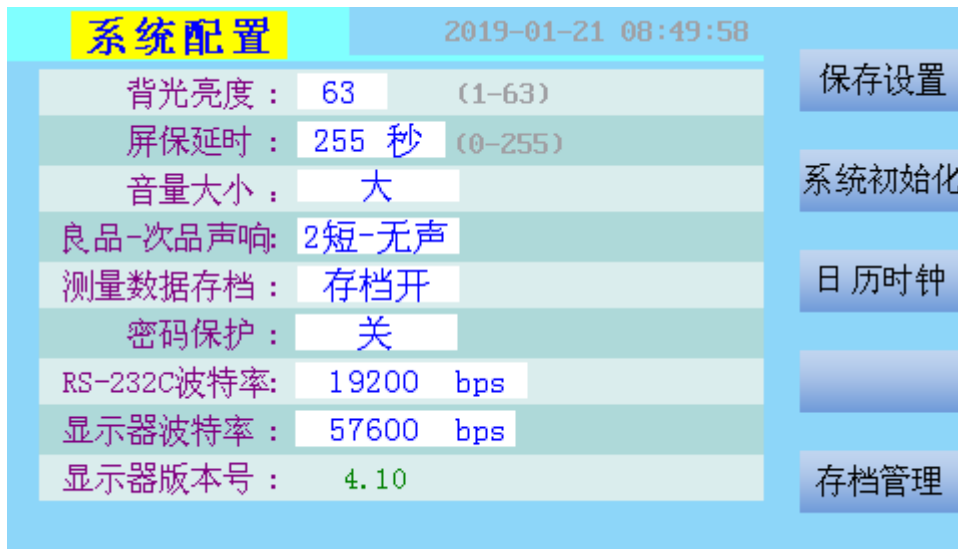 系统配置 2019-01-21 08:49:58
背光亮度： 63 (1-63)
屏保延时： 255 秒 (0-255)
音量大小： 大
良品-次品声响: 2短-无声
测量数据存档： 存档开
密码保护： 关
RS-232C波特率: 19200 bps
显示器波特率： 57600 bps
显示器版本号： 4.10
保存设置
系统初始化
日历时钟
存档管理